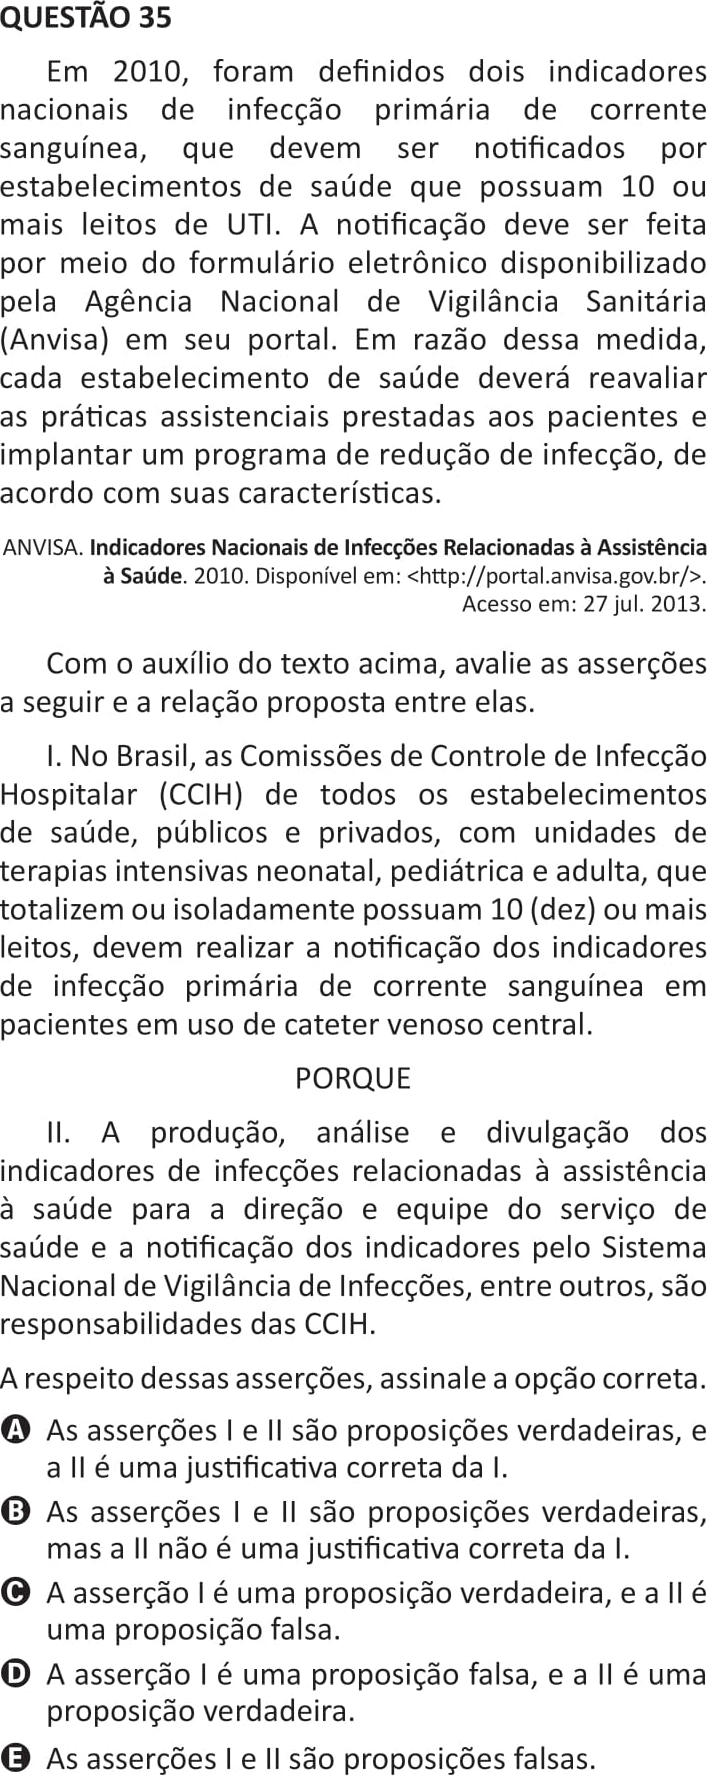 QUESTÃO 35
Em 2010, foram definidos dois indicadores
nacionais de infecção primária de corrente
sanguínea, que devem ser notificados por
estabelecimentos de saúde que possuam 10 ou
mais leitos de UTI. A notificação deve ser feita
por meio do formulário eletrônico disponibilizado
pela Agência Nacional de Vigilância Sanitária
(Anvisa) em seu portal. Em razão dessa medida,
cada estabelecimento de saúde deverá reavaliar
as práticas assistenciais prestadas aos pacientes e
implantar um programa de redução de infecção, de
acordo com suas características.
ANVISA. Indicadores Nacionais de Infecções Relacionadas à Assistência
à Saúde. 2010. Disponível em: <http://portal.anvisa.gov.br/>.
Acesso em: 27 jul. 2013.
Com o auxílio do texto acima, avalie as asserções
a seguir e a relação proposta entre elas.
I. No Brasil, as Comissões de Controle de Infecção
Hospitalar (CCIH) de todos os estabelecimentos
de saúde, públicos e privados, com unidades de
terapias intensivas neonatal, pediátrica e adulta, que
totalizem ou isoladamente possuam 10 (dez) ou mais
leitos, devem realizar a notificação dos indicadores
de infecção primária de corrente sanguínea em
pacientes em uso de cateter venoso central.
PORQUE
II. A produção, análise e divulgação dos
indicadores de infecções relacionadas à assistência
à saúde para a direção e equipe do serviço de
saúde e a notificação dos indicadores pelo Sistema
Nacional de Vigilância de Infecções, entre outros, são
responsabilidades das CCIH.
A respeito dessas asserções, assinale a opção correta.
A As asserções I e II são proposições verdadeiras, e
a II é uma justificativa correta da I.
B As asserções I e II são proposições verdadeiras,
mas a II não é uma justificativa correta da I.
C A asserção I é uma proposição verdadeira, e a II é
uma proposição falsa.
D A asserção I é uma proposição falsa, e a II é uma
proposição verdadeira.
E As asserções I e II são proposições falsas.